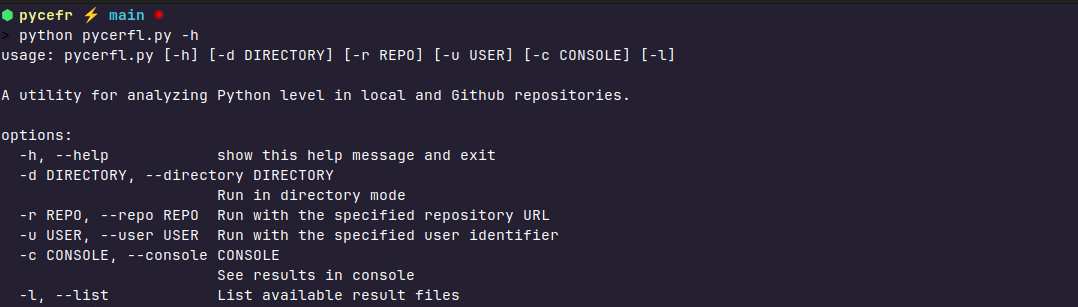 pycefr ⚡ main
> python pycerfl.py -h
usage: pycerfl.py [-h] [-d DIRECTORY] [-r REPO] [-u USER] [-c CONSOLE] [-l]
A utility for analyzing Python level in local and Github repositories.
options:
-h, --help show this help message and exit
-d DIRECTORY, --directory DIRECTORY
Run in directory mode
-r REPO, --repo REPO Run with the specified repository URL
-u USER, --user USER Run with the specified user identifier
-c CONSOLE, --console CONSOLE
See results in console
-l, --list List available result files